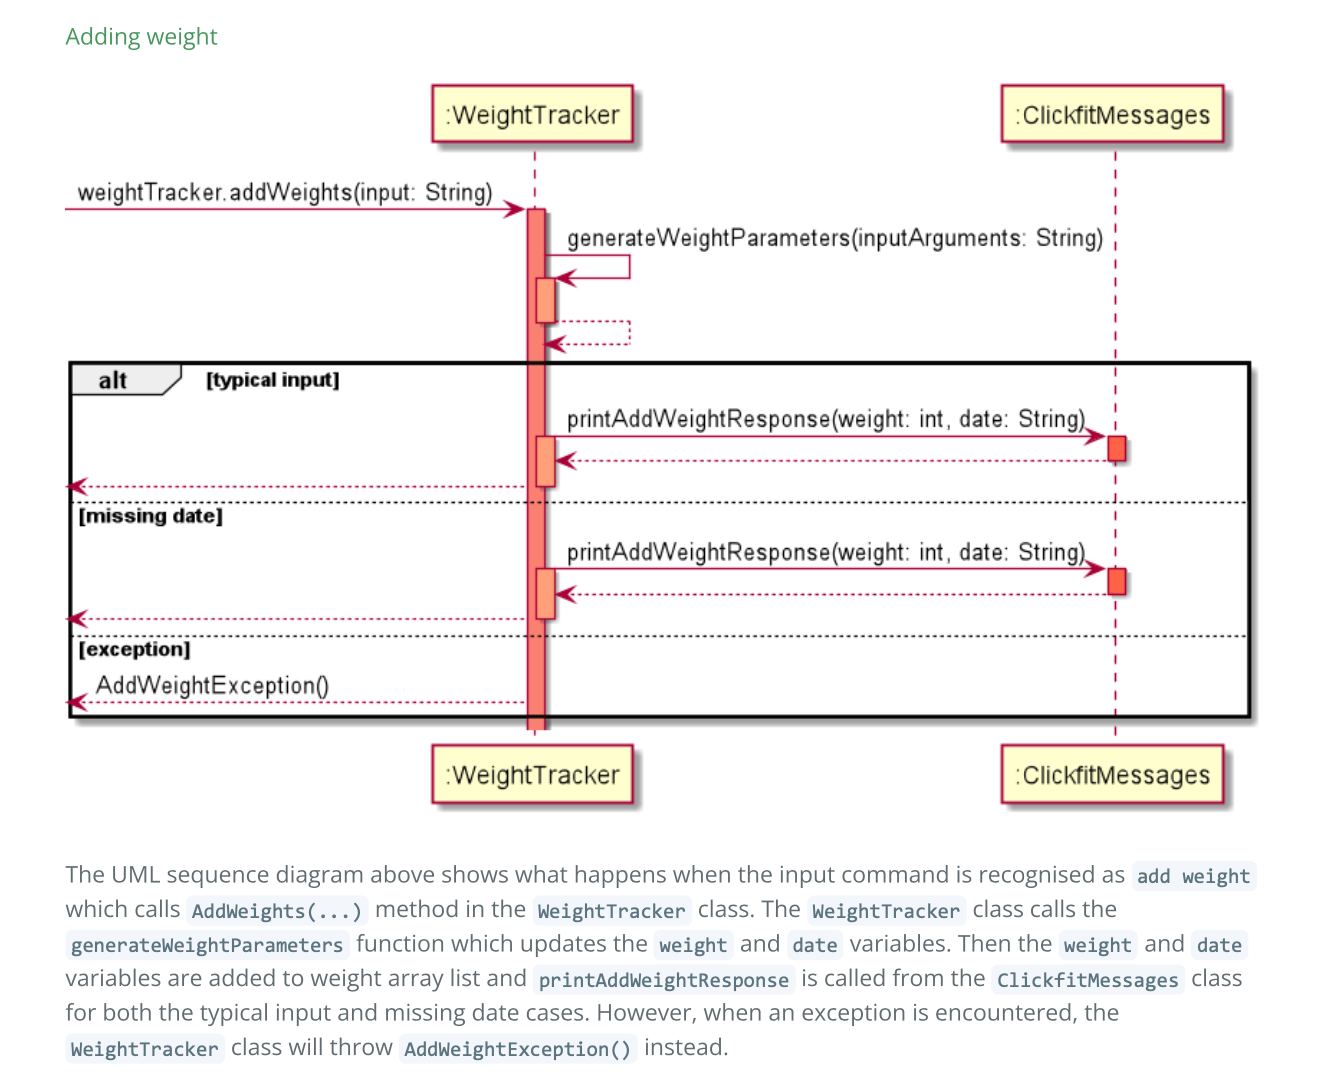 Adding weight
:WeightTracker
:ClickfitMessages
weightTracker.addWeights(input: String)
generateWeightParameters(inputArguments: String)
alt
[typical input]
printAddWeightResponse(weight: int, date: String)
[missing date]
printAddWeightResponse(weight: int, date: String)
[exception]
AddWeightException()
:WeightTracker
:ClickfitMessages
The UML sequence diagram above shows what happens when the input command is recognised as add weight
which calls AddWeights(...) method in the WeightTracker class. The WeightTracker class calls the
generateWeightParameters function which updates the weight and date variables. Then the weight and date
variables are added to weight array list and printAddWeightResponse is called from the ClickfitMessages class
for both the typical input and missing date cases. However, when an exception is encountered, the
WeightTracker class will throw AddWeightException() instead.